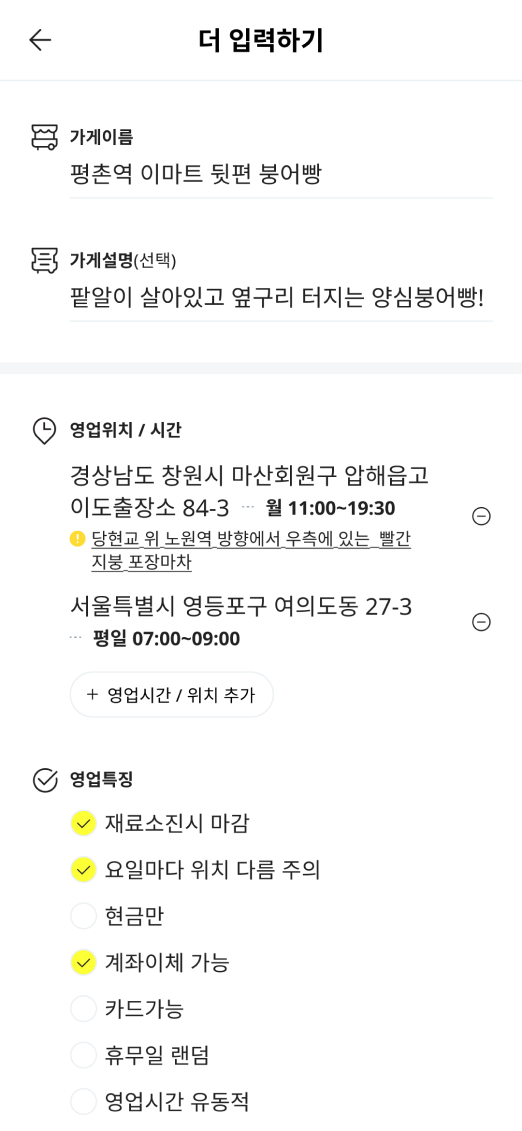 더 입력하기
가게이름
평촌역 이마트 뒷편 붕어빵
가게설명(선택)
팥알이 살아있고 옆구리 터지는 양심붕어빵!
영업위치 / 시간
경상남도 창원시 마산회원구 압해읍고
이도출장소 84-3 --- 월 11:00~19:30
당현교 위 노원역 방향에서 우측에 있는 빨간
지붕 포장마차
서울특별시 영등포구 여의도동 27-3
--- 평일 07:00~09:00
+ 영업시간 / 위치 추가
영업특징
재료소진시 마감
요일마다 위치 다름 주의
현금만
계좌이체 가능
카드가능
휴무일 랜덤
영업시간 유동적